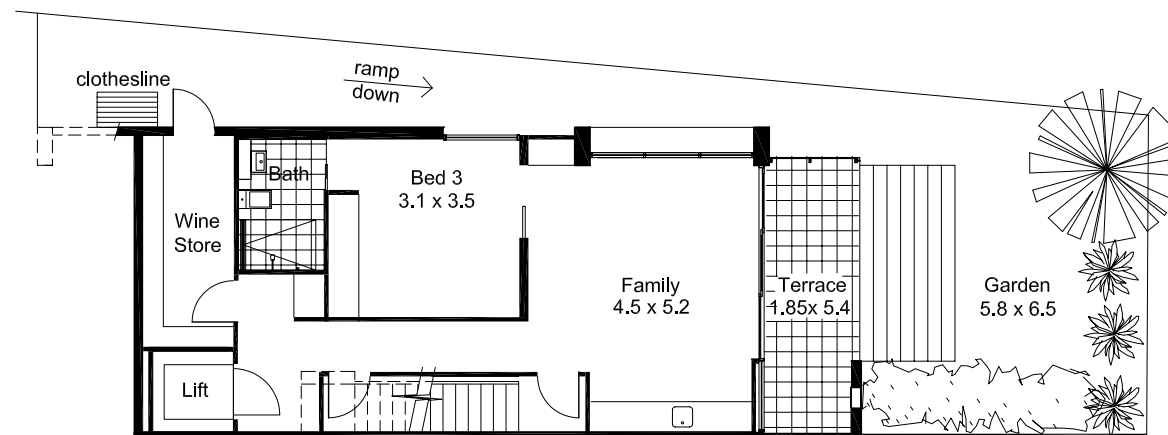 clothesline
ramp
down
Bath
Bed 3
3.1 x 3.5
Wine
Store
Family
4.5 x 5.2
Terrace
1.85x 5.4
Garden
5.8 x 6.5
Lift